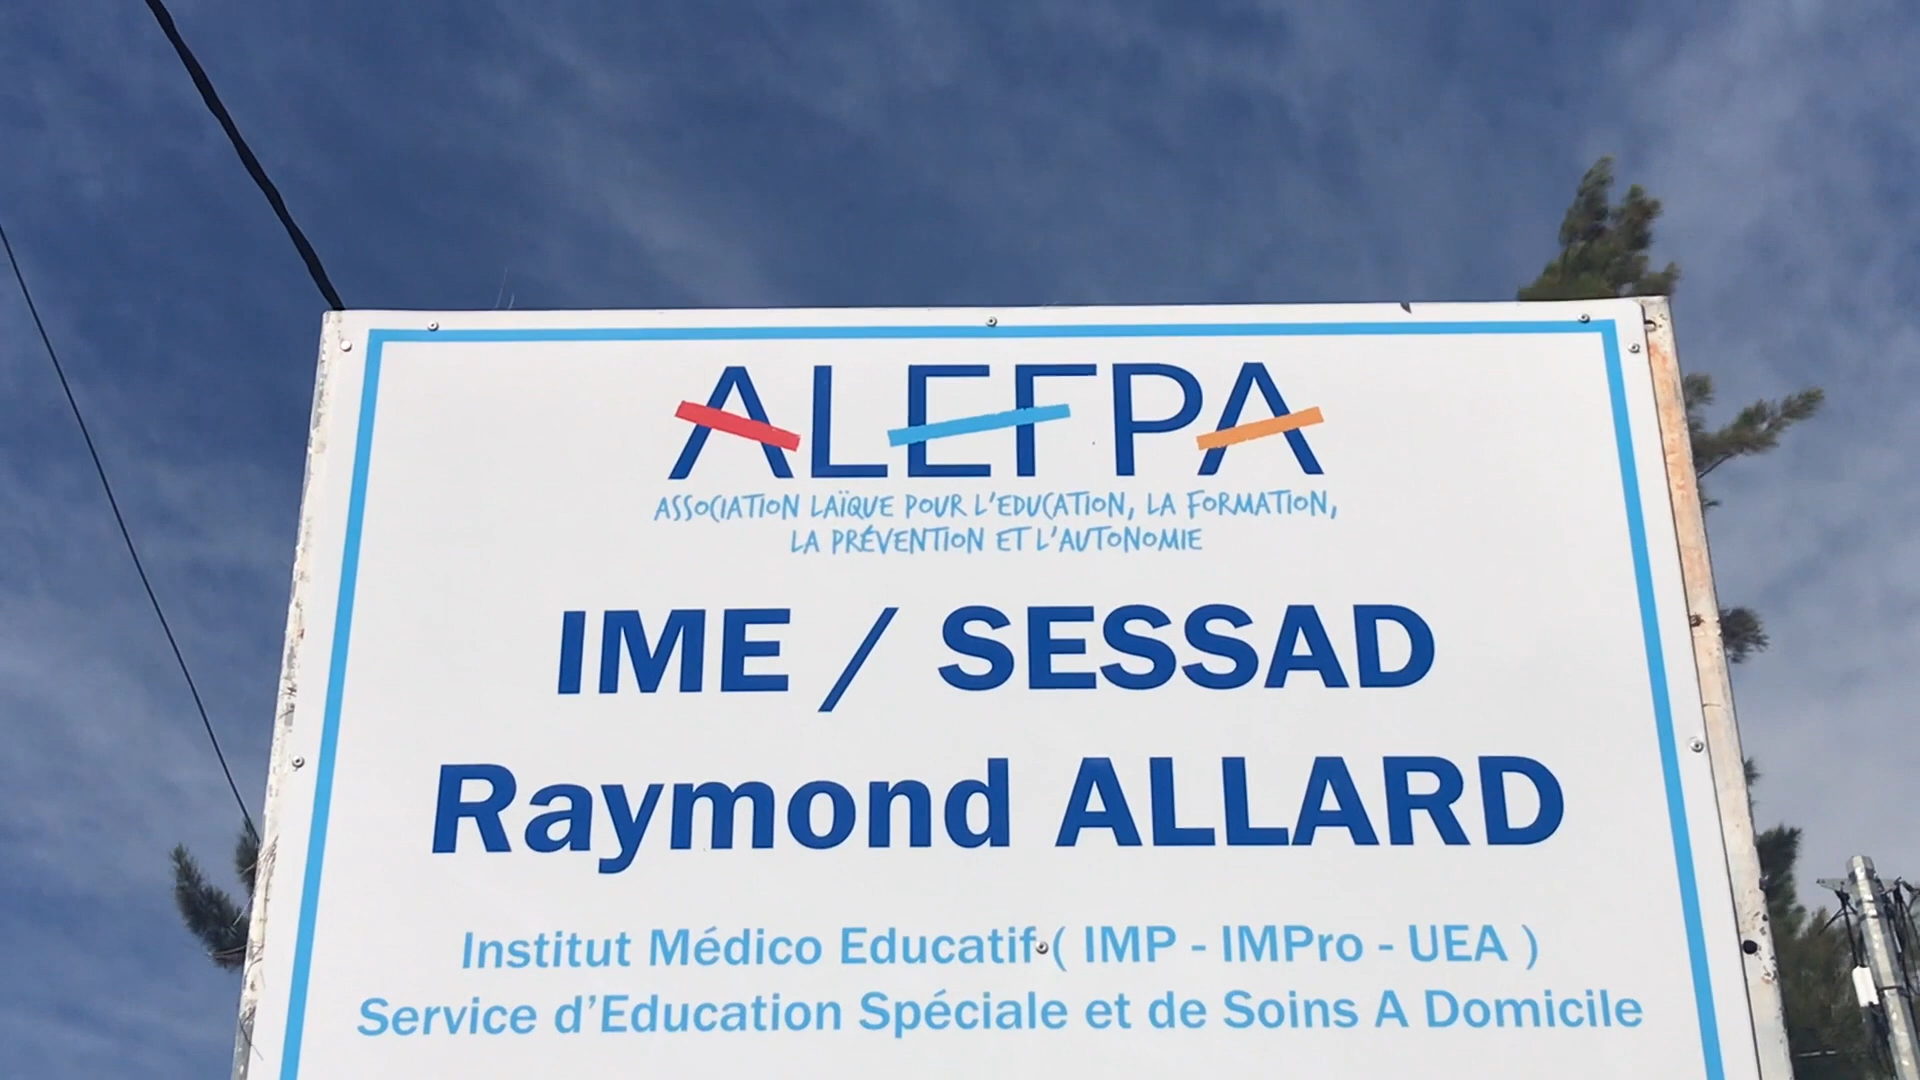 ALEFPA
ASSOCIATION LAÏQUE POUR L'EDUCATION, LA FORMATION,
LA PRÉVENTION ET L'AUTONOMIE
IME / SESSAD
Raymond ALLARD
Institut Médico Educatif ( IMP - IMPro - UEA )
Service d'Education Spéciale et de Soins A Domicile